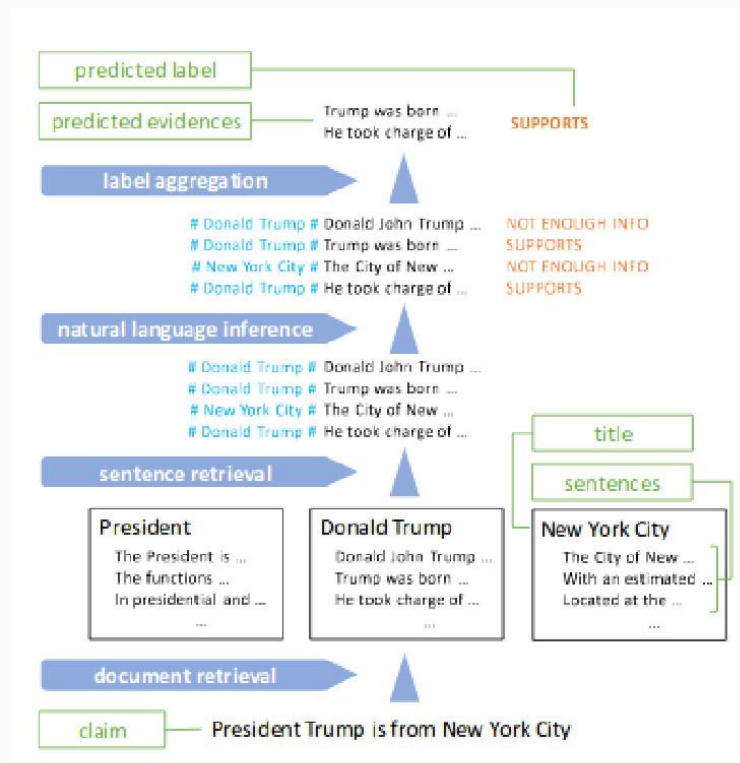 predicted label
predicted evidences
Trump was born ...
He took charge of ...
SUPPORTS
label aggregation
# Donald Trump # Donald John Trump ... NOT ENOUGH INFO
# Donald Trump # Trump was born ... SUPPORTS
# New York City # The City of New ... NOT ENOUGH INFO
# Donald Trump # He took charge of ... SUPPORTS
natural language inference
# Donald Trump # Donald John Trump ...
# Donald Trump # Trump was born ...
# New York City # The City of New ...
# Donald Trump # He took charge of ...
title
sentence retrieval
sentences
President
The President is ...
The functions ...
In presidential and ...
...
Donald Trump
Donald John Trump ...
Trump was born ...
He took charge of ...
...
New York City
The City of New ...
With an estimated ...
Located at the ...
...
document retrieval
claim
President Trump is from New York City